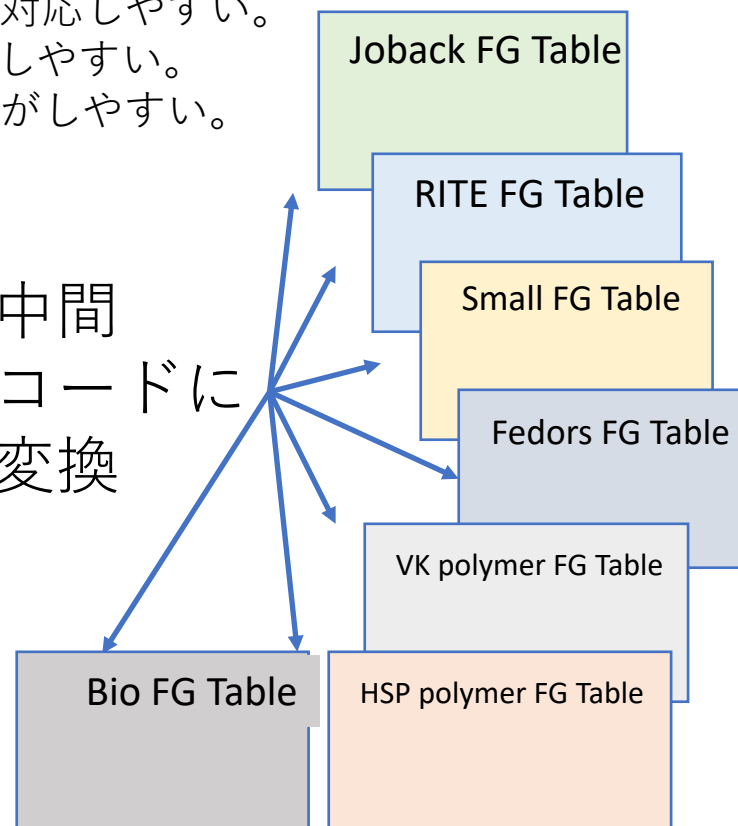 対応しやすい。
しやすい。
がしやすい。
Joback FG Table
RITE FG Table
Small FG Table
中間
コードに
変換
Fedors FG Table
VK polymer FG Table
Bio FG Table
HSP polymer FG Table